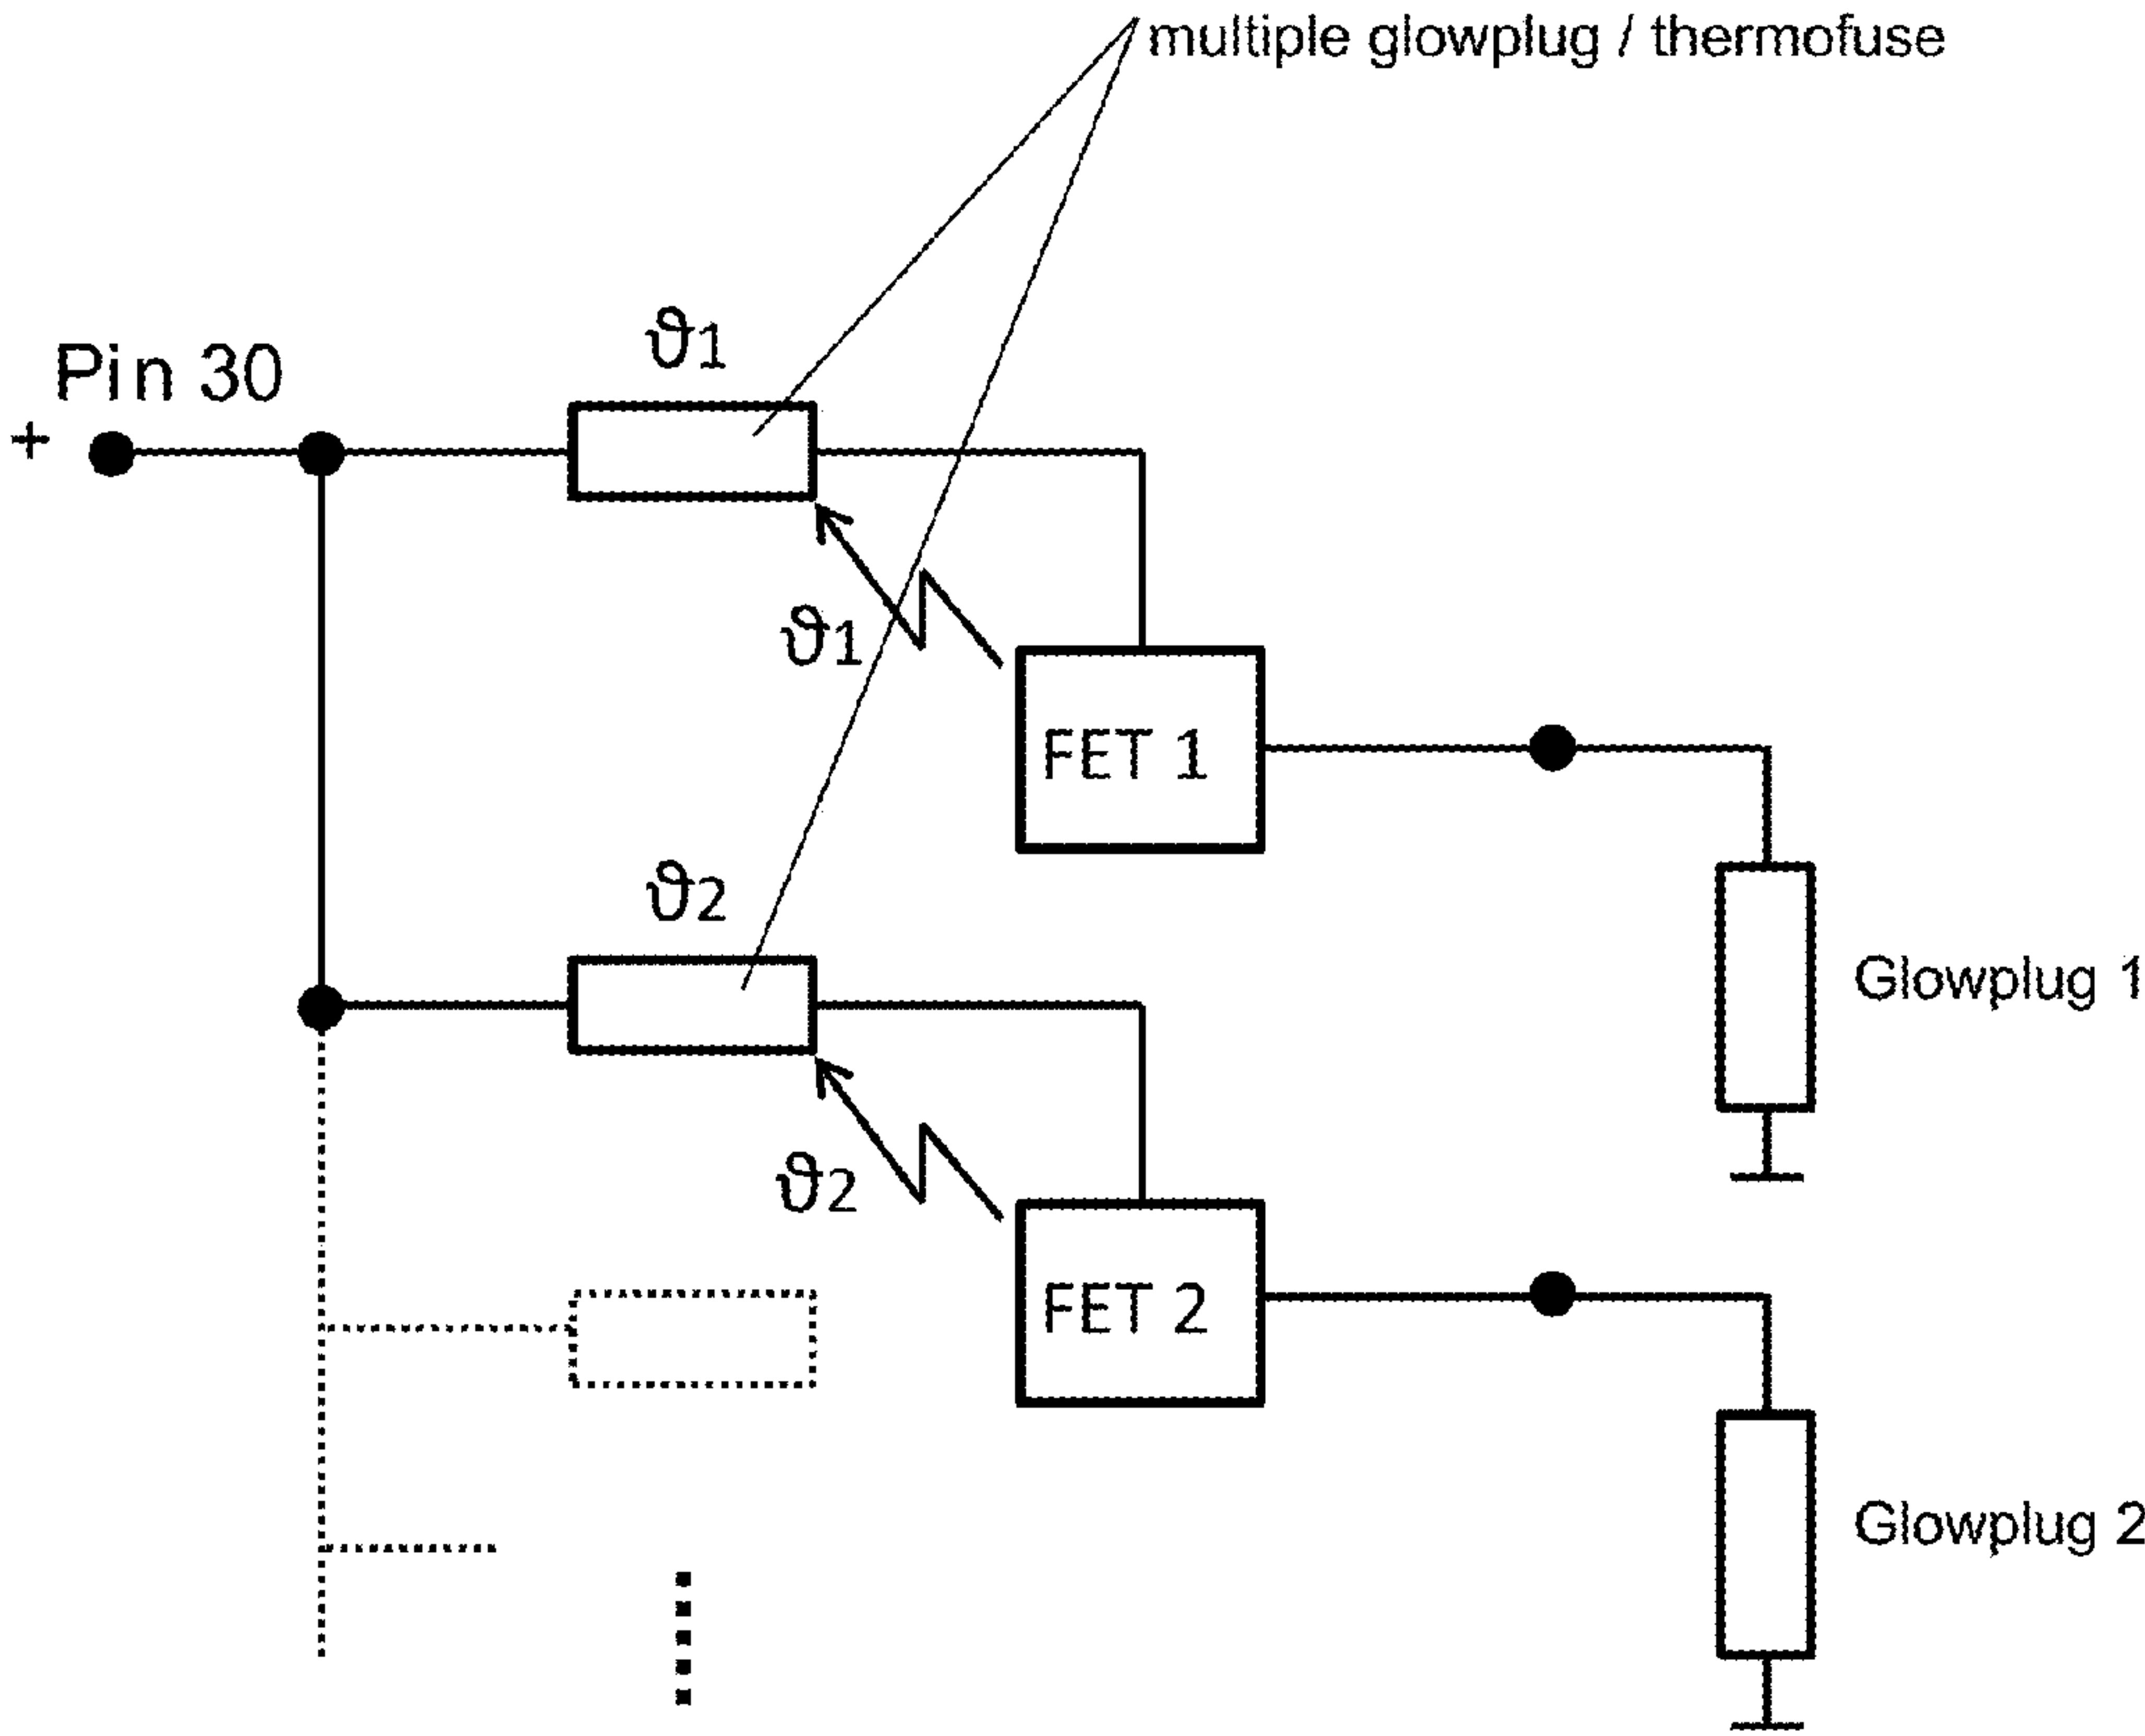 multiple glowplug / thermofuse
ϑ1
Pin 30
+
ϑ1
FET 1
ϑ2
Glowplug 1
ϑ2
FET 2
Glowplug 2